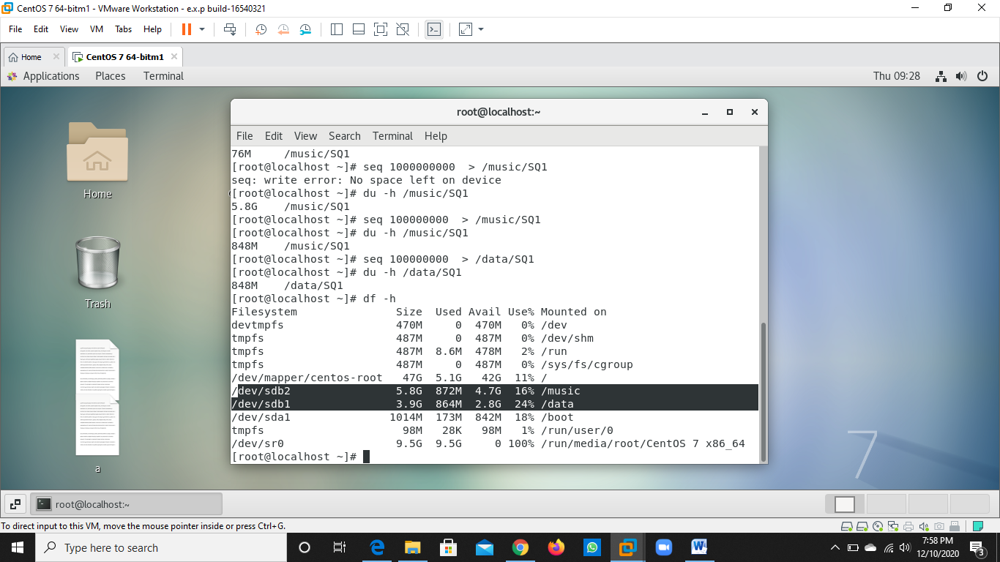 CentOS 7 64-bitm1 - VMware Workstation - e.x.p build-16540321
File Edit View VM Tabs Help
Home CentOS 7 64-bitm1
Applications Places Terminal Thu 09:28
root@localhost:~
File Edit View Search Terminal Help
76M /music/SQ1
[root@localhost ~]# seq 1000000000 > /music/SQ1
seq: write error: No space left on device
[root@localhost ~]# du -h /music/SQ1
5.8G /music/SQ1
[root@localhost ~]# seq 100000000 > /music/SQ1
[root@localhost ~]# du -h /music/SQ1
848M /music/SQ1
[root@localhost ~]# seq 100000000 > /data/SQ1
[root@localhost ~]# du -h /data/SQ1
848M /data/SQ1
[root@localhost ~]# df -h
Filesystem Size Used Avail Use% Mounted on
devtmpfs 470M 0 470M 0% /dev
tmpfs 487M 0 487M 0% /dev/shm
tmpfs 487M 8.6M 478M 2% /run
tmpfs 487M 0 487M 0% /sys/fs/cgroup
/dev/mapper/centos-root 47G 5.1G 42G 11% /
/dev/sdb2 5.8G 872M 4.7G 16% /music
/dev/sdb1 3.9G 864M 2.8G 24% /data
/dev/sda1 1014M 173M 842M 18% /boot
tmpfs 98M 28K 98M 1% /run/user/0
/dev/sr0 9.5G 9.5G 0 100% /run/media/root/CentOS 7 x86_64
[root@localhost ~]#
Home
Trash
a
7
root@localhost:~
To direct input to this VM, move the mouse pointer inside or press Ctrl+G.
Type here to search
7:58 PM
12/10/2020
3